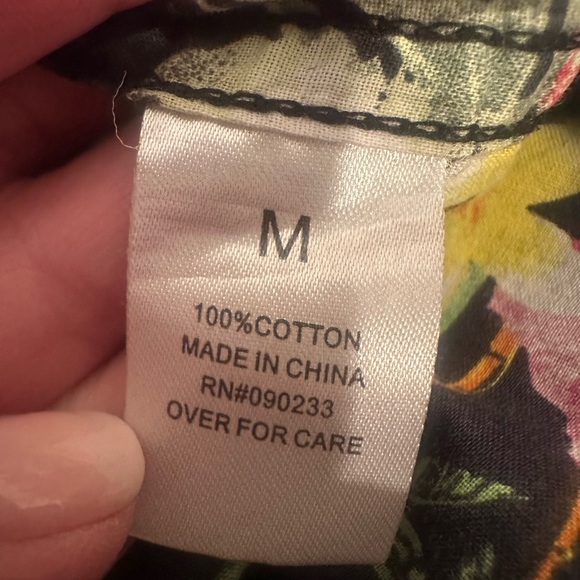 M
100%COTTON
MADE IN CHINA
RN#090233
OVER FOR CARE